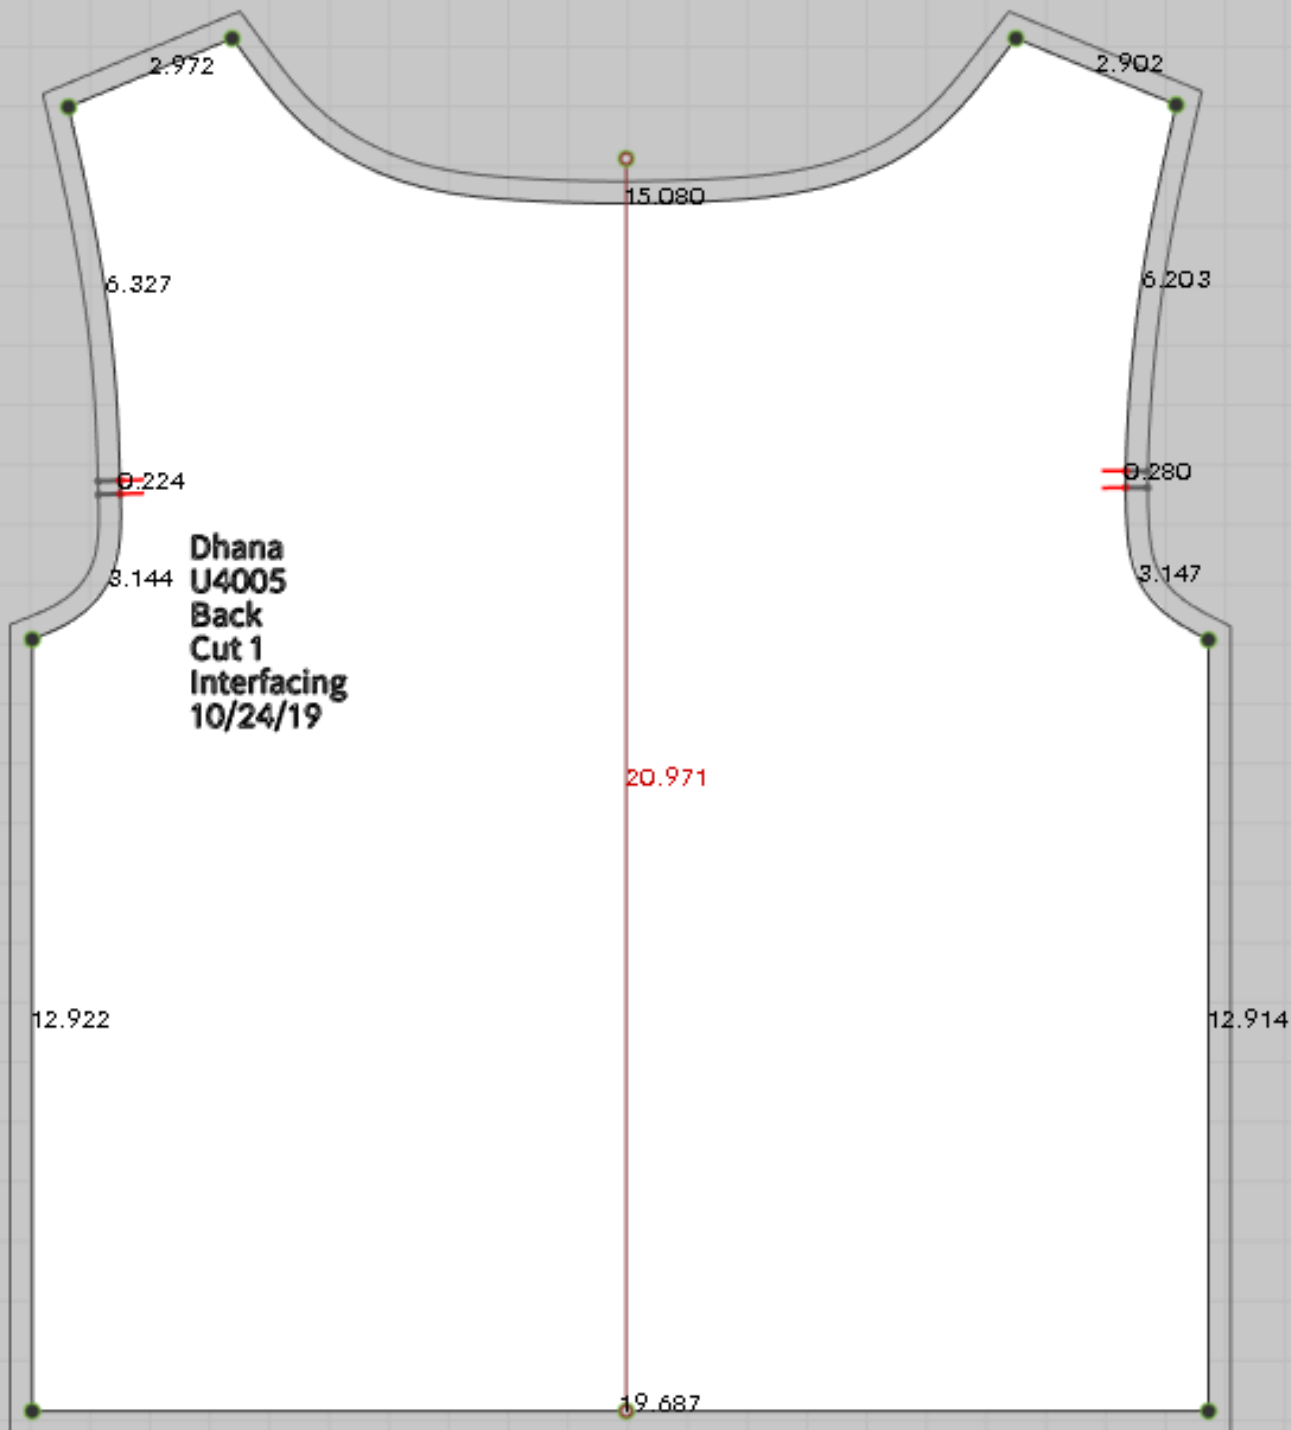 2.972
2.902
15.080
6.327
6.203
0.224
0.280
3.144
3.147
Dhana
U4005
Back
Cut 1
Interfacing
10/24/19
20.971
12.922
12.914
19.687